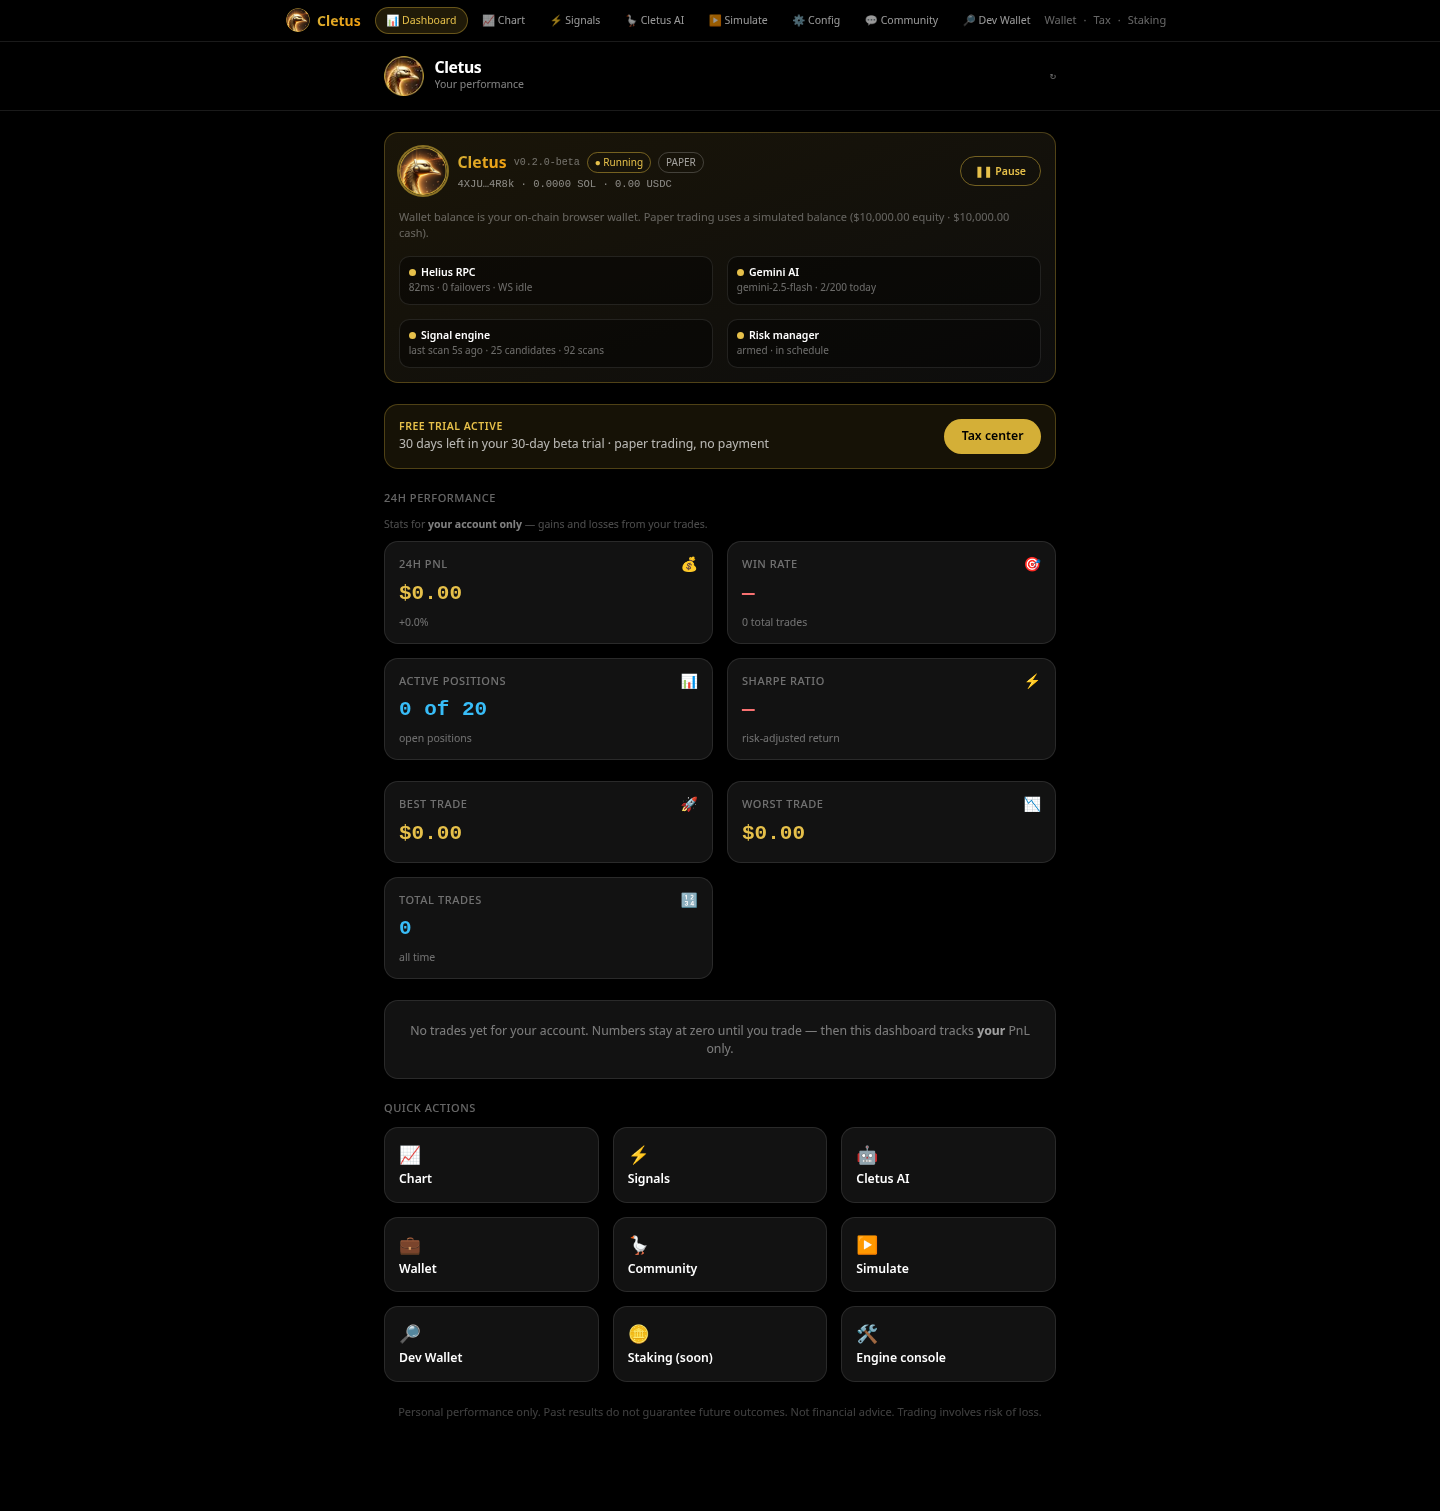 Cletus
📊 Dashboard
📈 Chart
⚡ Signals
🦆 Cletus AI
▶️ Simulate
⚙️ Config
💬 Community
🔎 Dev Wallet
Wallet · Tax · Staking
Cletus
Your performance
↻
Cletus v0.2.0-beta ● Running PAPER
4XJU…4R8k · 0.0000 SOL · 0.00 USDC
❚❚ Pause
Wallet balance is your on-chain browser wallet. Paper trading uses a simulated balance ($10,000.00 equity · $10,000.00
cash).
Helius RPC
82ms · 0 failovers · WS idle
Gemini AI
gemini-2.5-flash · 2/200 today
Signal engine
last scan 5s ago · 25 candidates · 92 scans
Risk manager
armed · in schedule
FREE TRIAL ACTIVE
30 days left in your 30-day beta trial · paper trading, no payment
Tax center
24H PERFORMANCE
Stats for your account only — gains and losses from your trades.
24H PNL
$0.00
+0.0%
WIN RATE
—
0 total trades
ACTIVE POSITIONS
0 of 20
open positions
SHARPE RATIO
—
risk-adjusted return
BEST TRADE
$0.00
WORST TRADE
$0.00
TOTAL TRADES
0
all time
No trades yet for your account. Numbers stay at zero until you trade — then this dashboard tracks your PnL
only.
QUICK ACTIONS
Chart
Signals
Cletus AI
Wallet
Community
Simulate
Dev Wallet
Staking (soon)
Engine console
Personal performance only. Past results do not guarantee future outcomes. Not financial advice. Trading involves risk of loss.